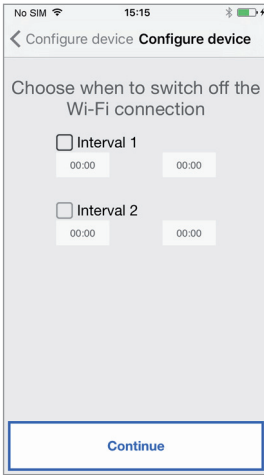 No SIM 15:15
Configure device Configure device
Choose when to switch off the
Wi-Fi connection
Interval 1
00:00 00:00
Interval 2
00:00 00:00
Continue